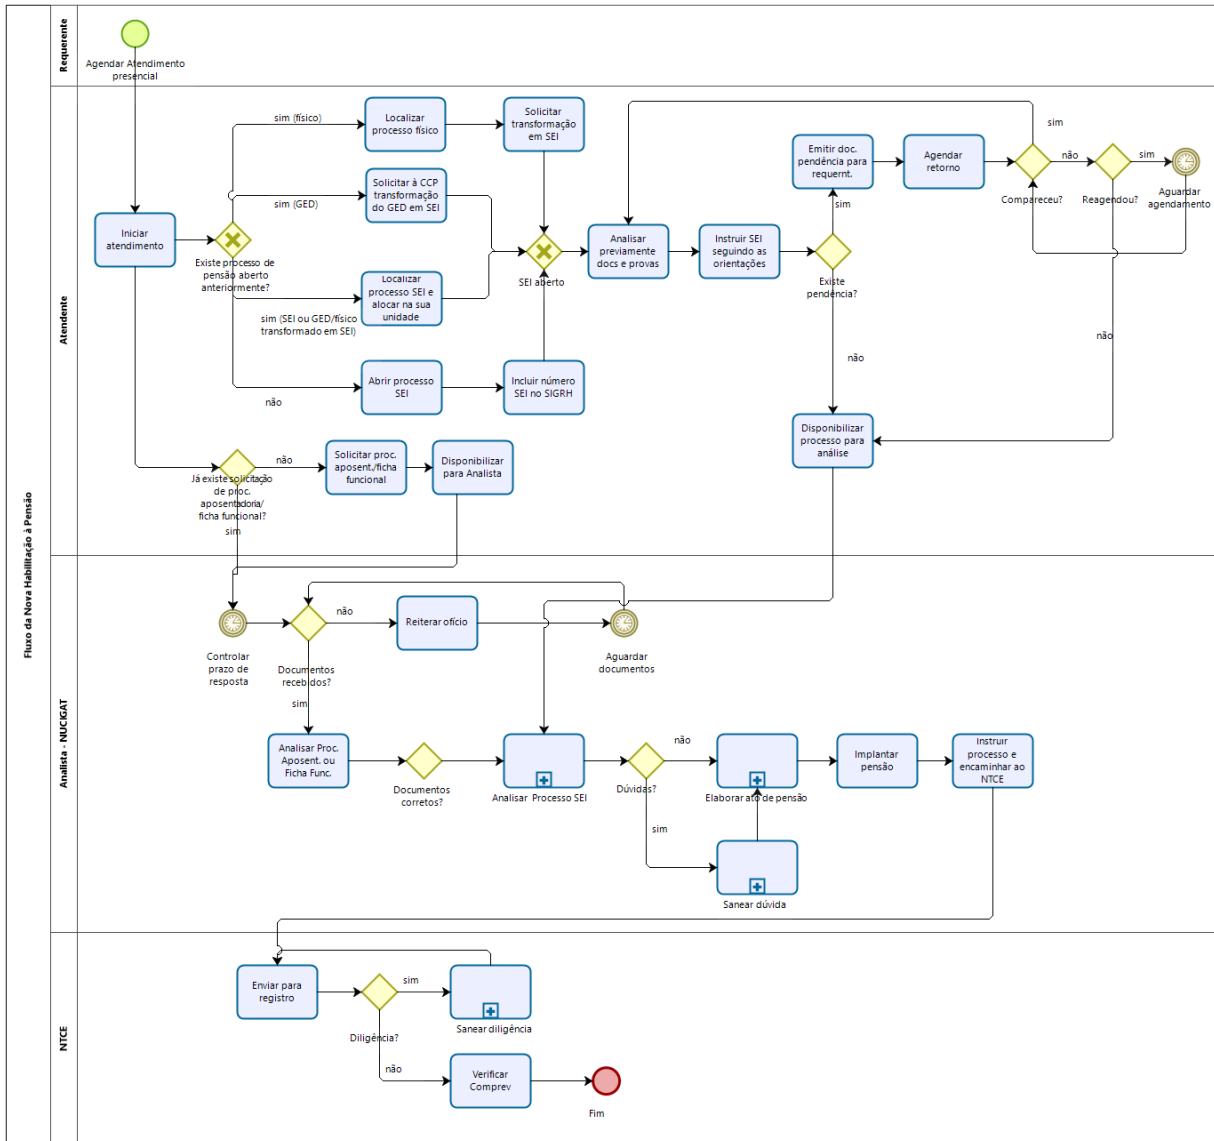 Fluxo da Nova Habilitação à Pensão
Requerente
Agendar Atendimento
presencial
Atendente
Iniciar
atendimento
Existe processo de
pensão aberto
anteriormente?
sim (físico)
Localizar
processo físico
Solicitar
transformação
em SEI
sim (GED)
Solicitar à CCP
transformação
do GED em SEI
sim (SEI ou GED/físico
transformado em SEI)
Localizar
processo SEI e
alocar na sua
unidade
não
Abrir processo
SEI
Incluir número
SEI no SIGRH
SEI aberto
Analisar
previamente
docs e provas
Instruir SEI
seguindo as
orientações
Existe
pendência?
sim
Emitir doc.
pendência para
requernt.
Agendar
retorno
Compareceu?
sim
não
Reagendou?
sim
Aguardar
agendamento
não
não
Disponibilizar
processo para
análise
Já existe solicitação
de proc.
aposentadoria/
ficha funcional?
não
Solicitar proc.
aposent./ficha
funcional
Disponibilizar
para Analista
sim
Analista - NUCIGAT
Controlar
prazo de
resposta
Documentos
recebidos?
não
Reiterar ofício
Aguardar
documentos
sim
Analisar Proc.
Aposent. ou
Ficha Func.
Documentos
corretos?
Analisar Processo SEI
Dúvidas?
não
Elaborar ato de pensão
Implantar
pensão
Instruir
processo e
encaminhar ao
NTCE
sim
Sanear dúvida
NTCE
Enviar para
registro
Diligência?
sim
Sanear diligência
não
Verificar
Comprev
Fim